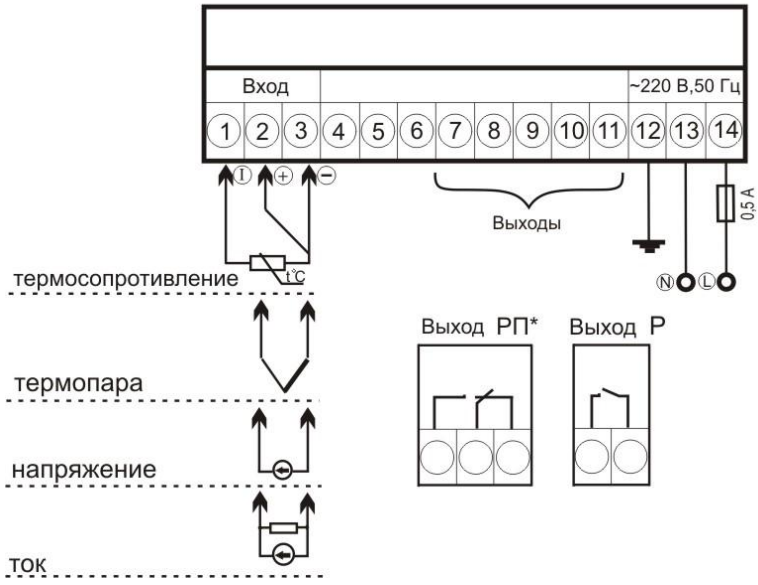 Вход ~220 В,50 Гц
1 2 3 4 5 6 7 8 9 10 11 12 13 14
I + −
0,5 А
Выходы
t°C
термосопротивление
N L
Выход РП* Выход Р
термопара
напряжение
ток